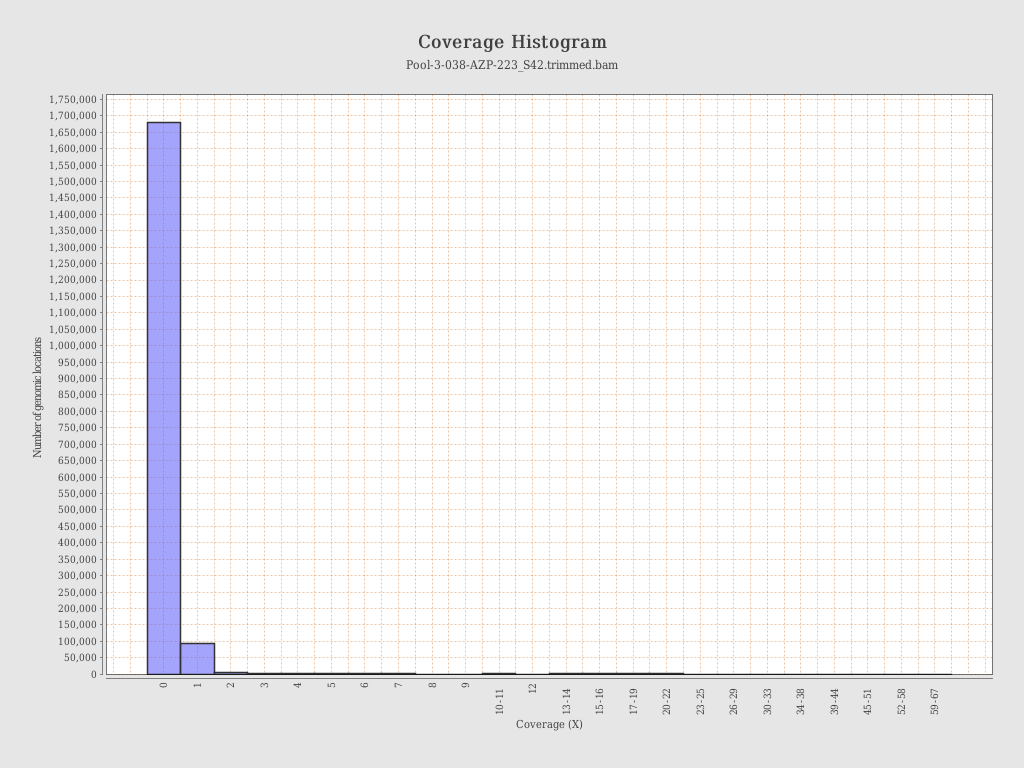 Coverage Histogram
Pool-3-038-AZP-223_S42.trimmed.bam
1,750,000
1,700,000
1,650,000
1,600,000
1,550,000
1,500,000
1,450,000
1,400,000
1,350,000
1,300,000
1,250,000
1,200,000
1,150,000
1,100,000
1,050,000
1,000,000
950,000
900,000
850,000
800,000
750,000
700,000
650,000
600,000
550,000
500,000
450,000
400,000
350,000
300,000
250,000
200,000
150,000
100,000
50,000
0
Number of genomic locations
0
1
2
3
4
5
6
7
8
9
10 - 11
12
13 - 14
15 - 16
17 - 19
20 - 22
23 - 25
26 - 29
30 - 33
34 - 38
39 - 44
45 - 51
52 - 58
59 - 67
Coverage (X)